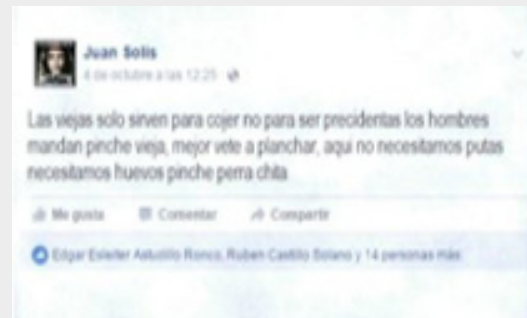 Juan Solis
4 de octubre a las 12:25
Las viejas solo sirven para cojer no para ser precidentas los hombres
mandan pinche vieja, mejor vete a planchar, aqui no necesitamos putas
necesitamos huevos pinche perra chita
Me gusta Comentar Compartir
Edgar Esleiter Astudillo Ronco, Ruben Castillo Solano y 14 personas más